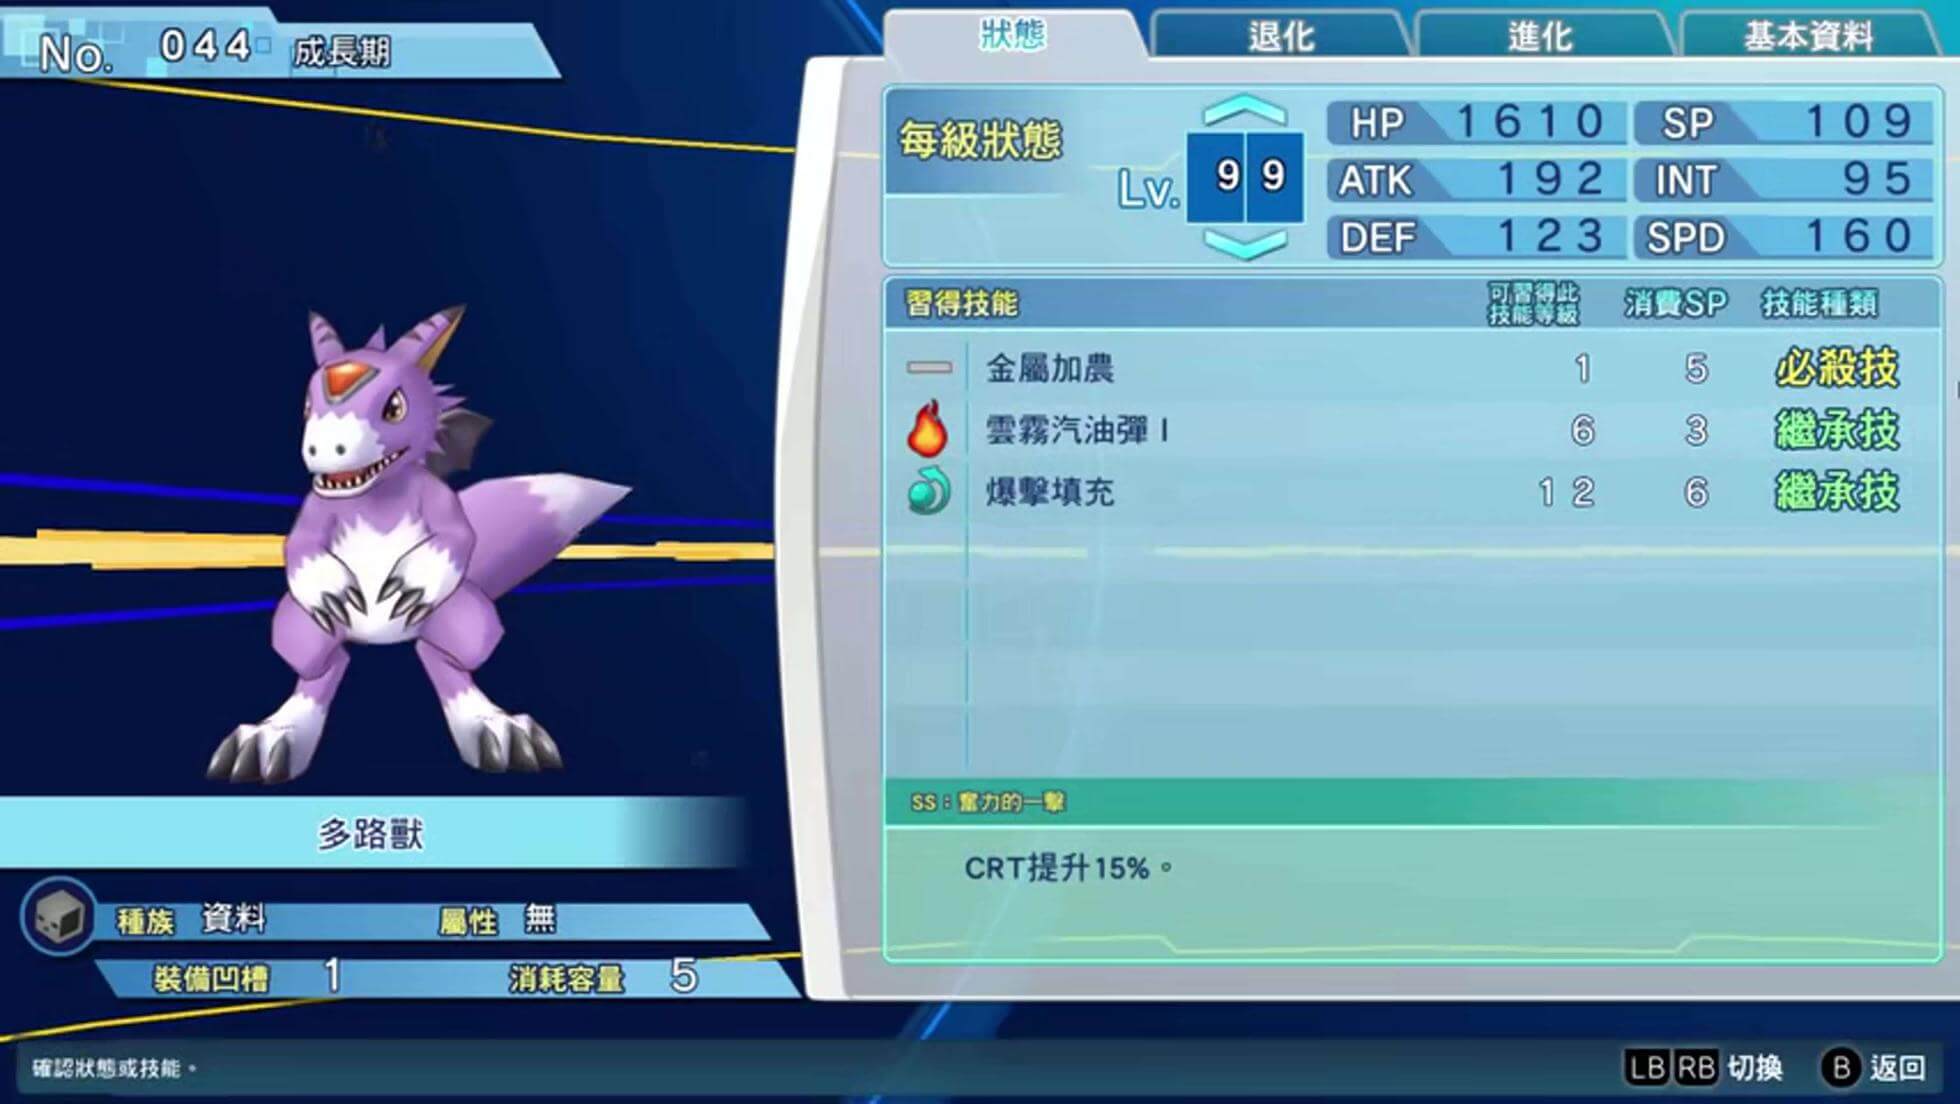 No. 044 成長期
狀態 退化 進化 基本資料
每級狀態 Lv. 99
HP 1610 SP 109
ATK 192 INT 95
DEF 123 SPD 160
習得技能 可習得此技能等級 消費SP 技能種類
金屬加農 1 5 必殺技
雲霧汽油彈 I 6 3 繼承技
爆擊填充 12 6 繼承技
SS：奮力的一擊
CRT提升15%。
多路獸
種族 資料 屬性 無
裝備凹槽 1 消耗容量 5
確認狀態或技能。
LB RB 切換 B 返回